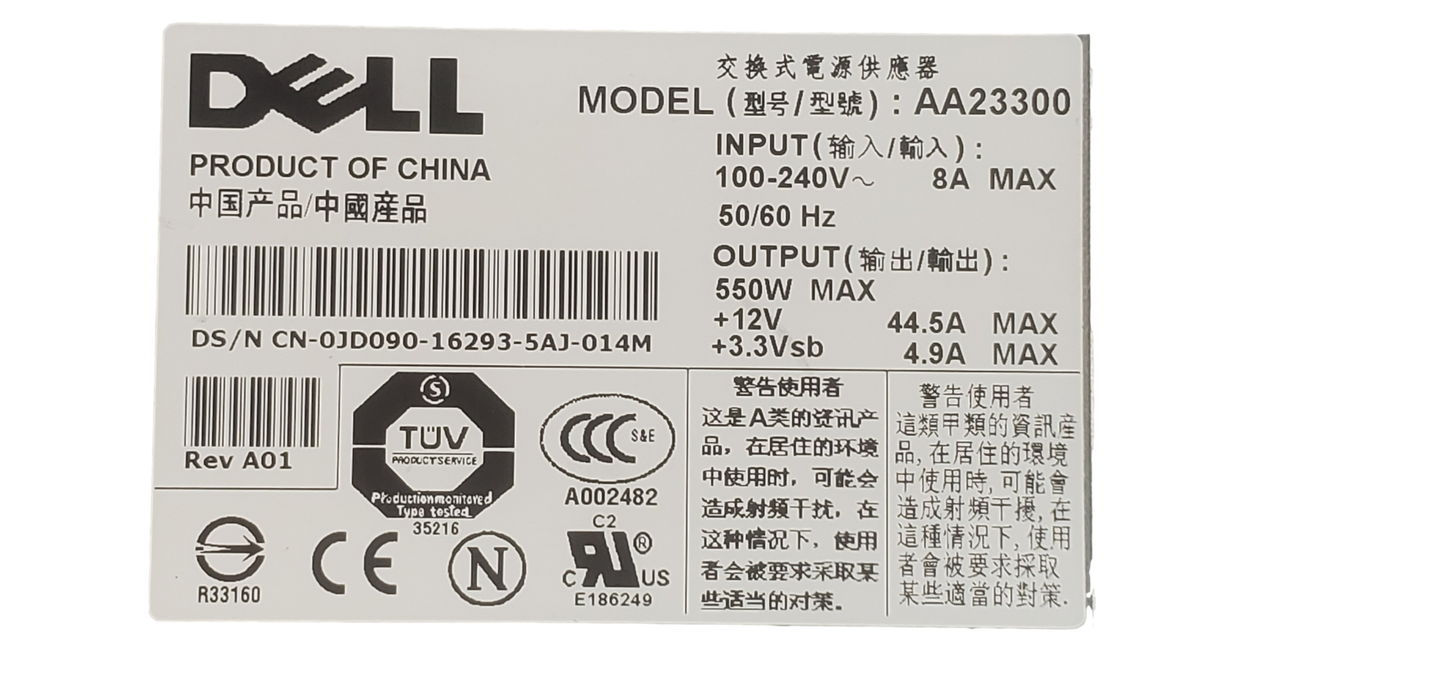 DELL
PRODUCT OF CHINA
中国产品/中國產品
DS/N CN-0JD090-16293-5AJ-014M
Rev A01
交換式電源供應器
MODEL (型号/型號) : AA23300
INPUT (输入/輸入) :
100-240V~ 8A MAX
50/60 Hz
OUTPUT (输出/輸出) :
550W MAX
+12V 44.5A MAX
+3.3Vsb 4.9A MAX
S
TÜV
PRODUCT SERVICE
Production monitored
Type tested
35216
CCC S&E
A002482
R33160
CE
N
C2
C UR ® US
E186249
警告使用者
这是A类的资讯产
品，在居住的环境
中使用时，可能会
造成射频干扰，在
这种情况下，使用
者会被要求采取某
些适当的对策。
警告使用者
這類甲類的資訊產
品,在居住的環境
中使用時,可能會
造成射頻干擾,在
這種情況下,使用
者會被要求採取
某些適當的對策.